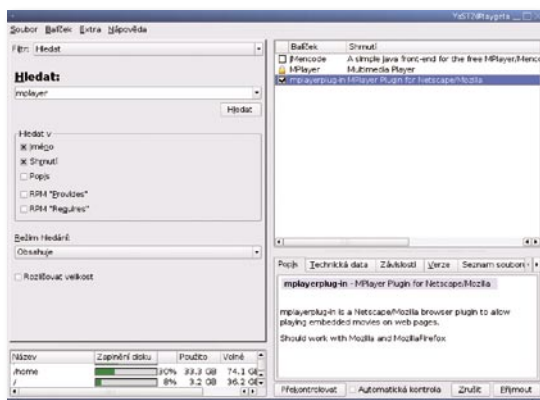 YaST2@taygeta
Soubor Balíček Extra Nápověda
Filtr: Hledat
Hledat:
mplayer
Hledat
Hledat v
Jméno
Shrnutí
Popis
RPM "Provides"
RPM "Requires"
Režim hledání:
Obsahuje
Rozlišovat velikost
Název Zaplnění disku Použito Volné
/home 30% 33.3 GB 74.1 GB
/ 8% 3.2 GB 36.2 GB
Balíček Shrnutí
JMencode A simple Java front-end for the free MPlayer/Menco
MPlayer Multimedia Player
mplayerplug-in MPlayer Plugin for Netscape/Mozilla
Popis Technická data Závislosti Verze Seznam souborů
mplayerplug-in - MPlayer Plugin for Netscape/Mozilla
mplayerplug-in is a Netscape/Mozilla browser plugin to allow
playing embedded movies on web pages.
Should work with Mozilla and MozillaFirefox
Překontrolovat Automatická kontrola Zrušit Přijmout